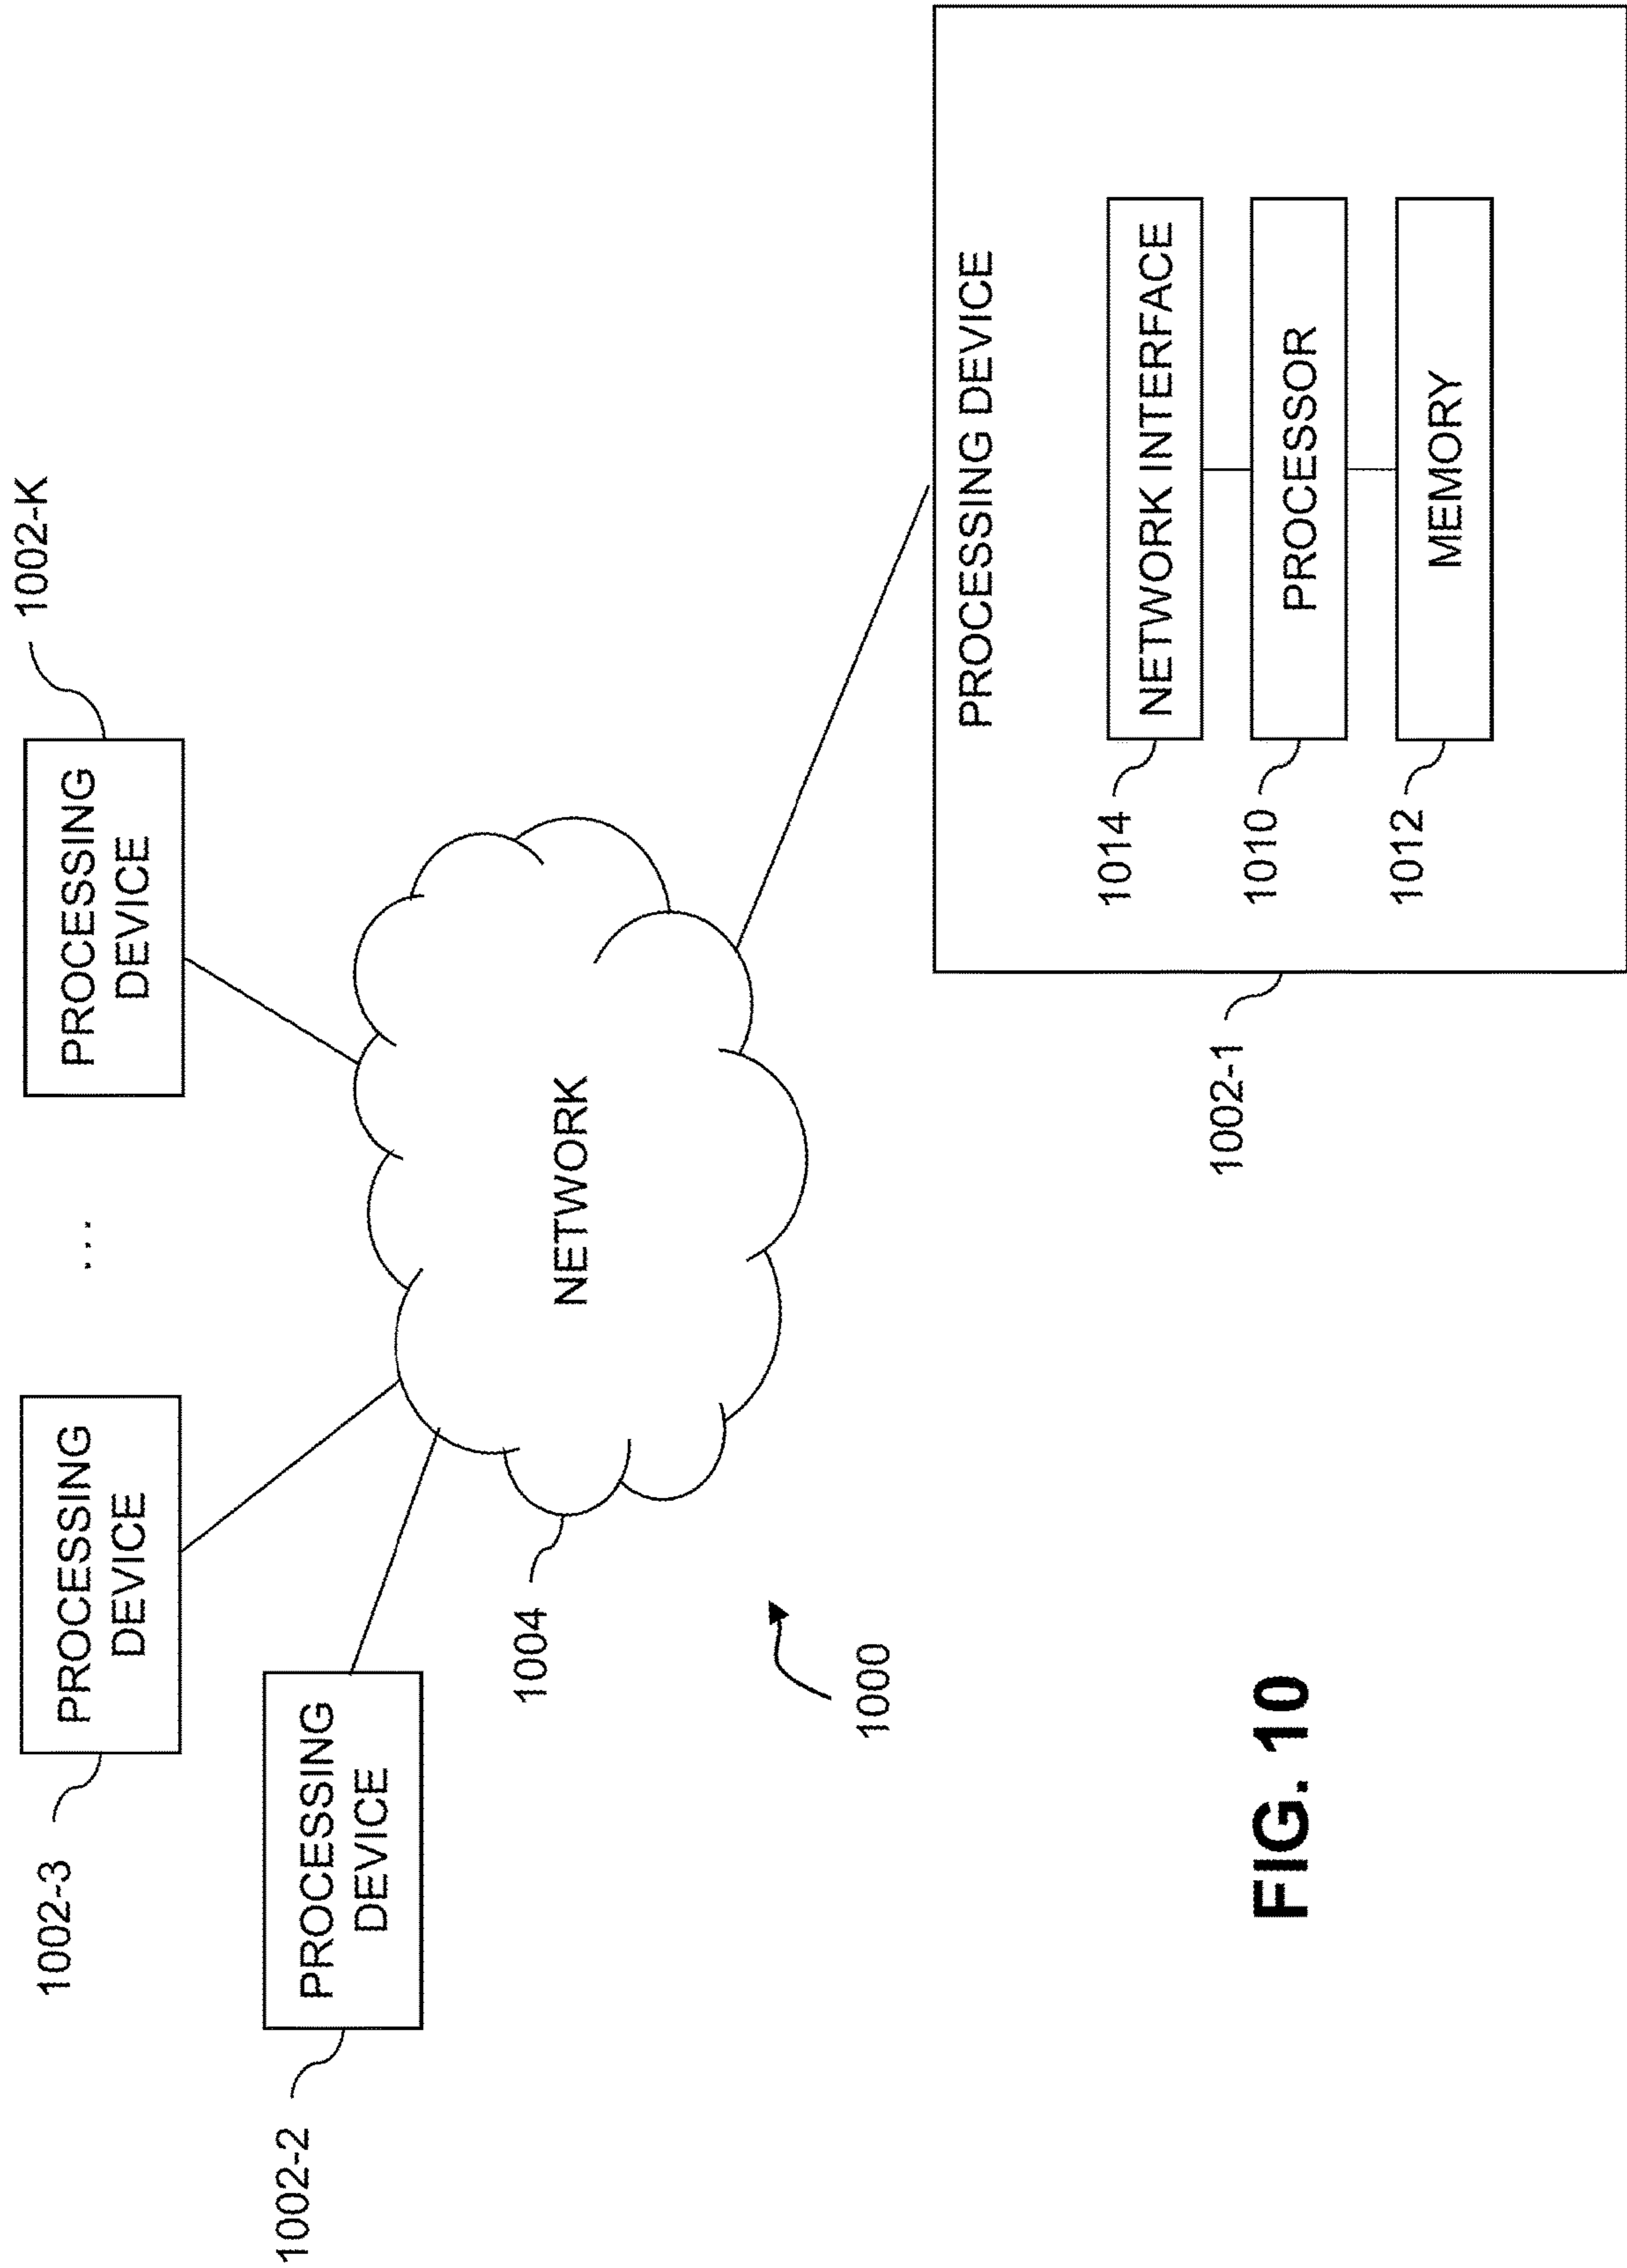 1002-2
1002-3
PROCESSING
DEVICE
PROCESSING
DEVICE
...
PROCESSING
DEVICE
1002-K
1004
NETWORK
1000
PROCESSING DEVICE
1002-1
1014
NETWORK INTERFACE
1010
PROCESSOR
1012
MEMORY
FIG. 10